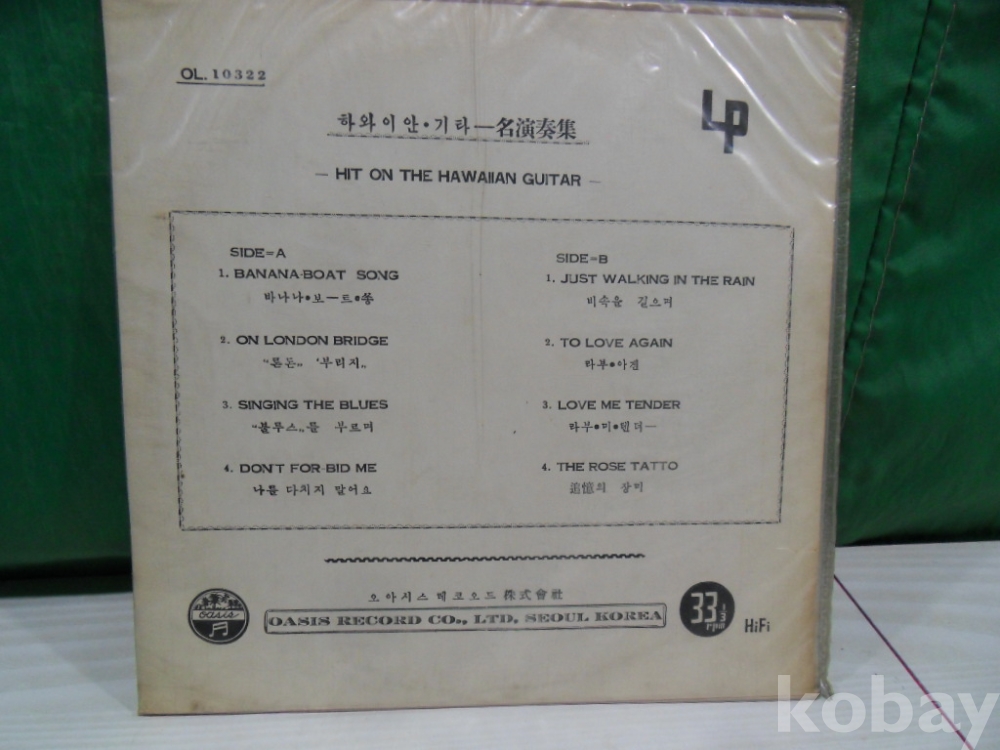 OL. 10322
LP
하와이안•기타—名演奏集
— HIT ON THE HAWAIIAN GUITAR —
SIDE=A
1. BANANA-BOAT SONG
바나나•보—트•쏭
2. ON LONDON BRIDGE
"론돈„ '부리지„
3. SINGING THE BLUES
"불루스„를 부르며
4. DON'T FOR-BID ME
나를 다치지 말어요
SIDE=B
1. JUST WALKING IN THE RAIN
비속을 걸으며
2. TO LOVE AGAIN
라부•아겐
3. LOVE ME TENDER
라부•미•텐더—
4. THE ROSE TATTO
追憶의 장미
오아시스 레코오드 株式會社
oasis
OASIS RECORD CO., LTD, SEOUL KOREA
33 1/3 rpm
HiFi
kobay